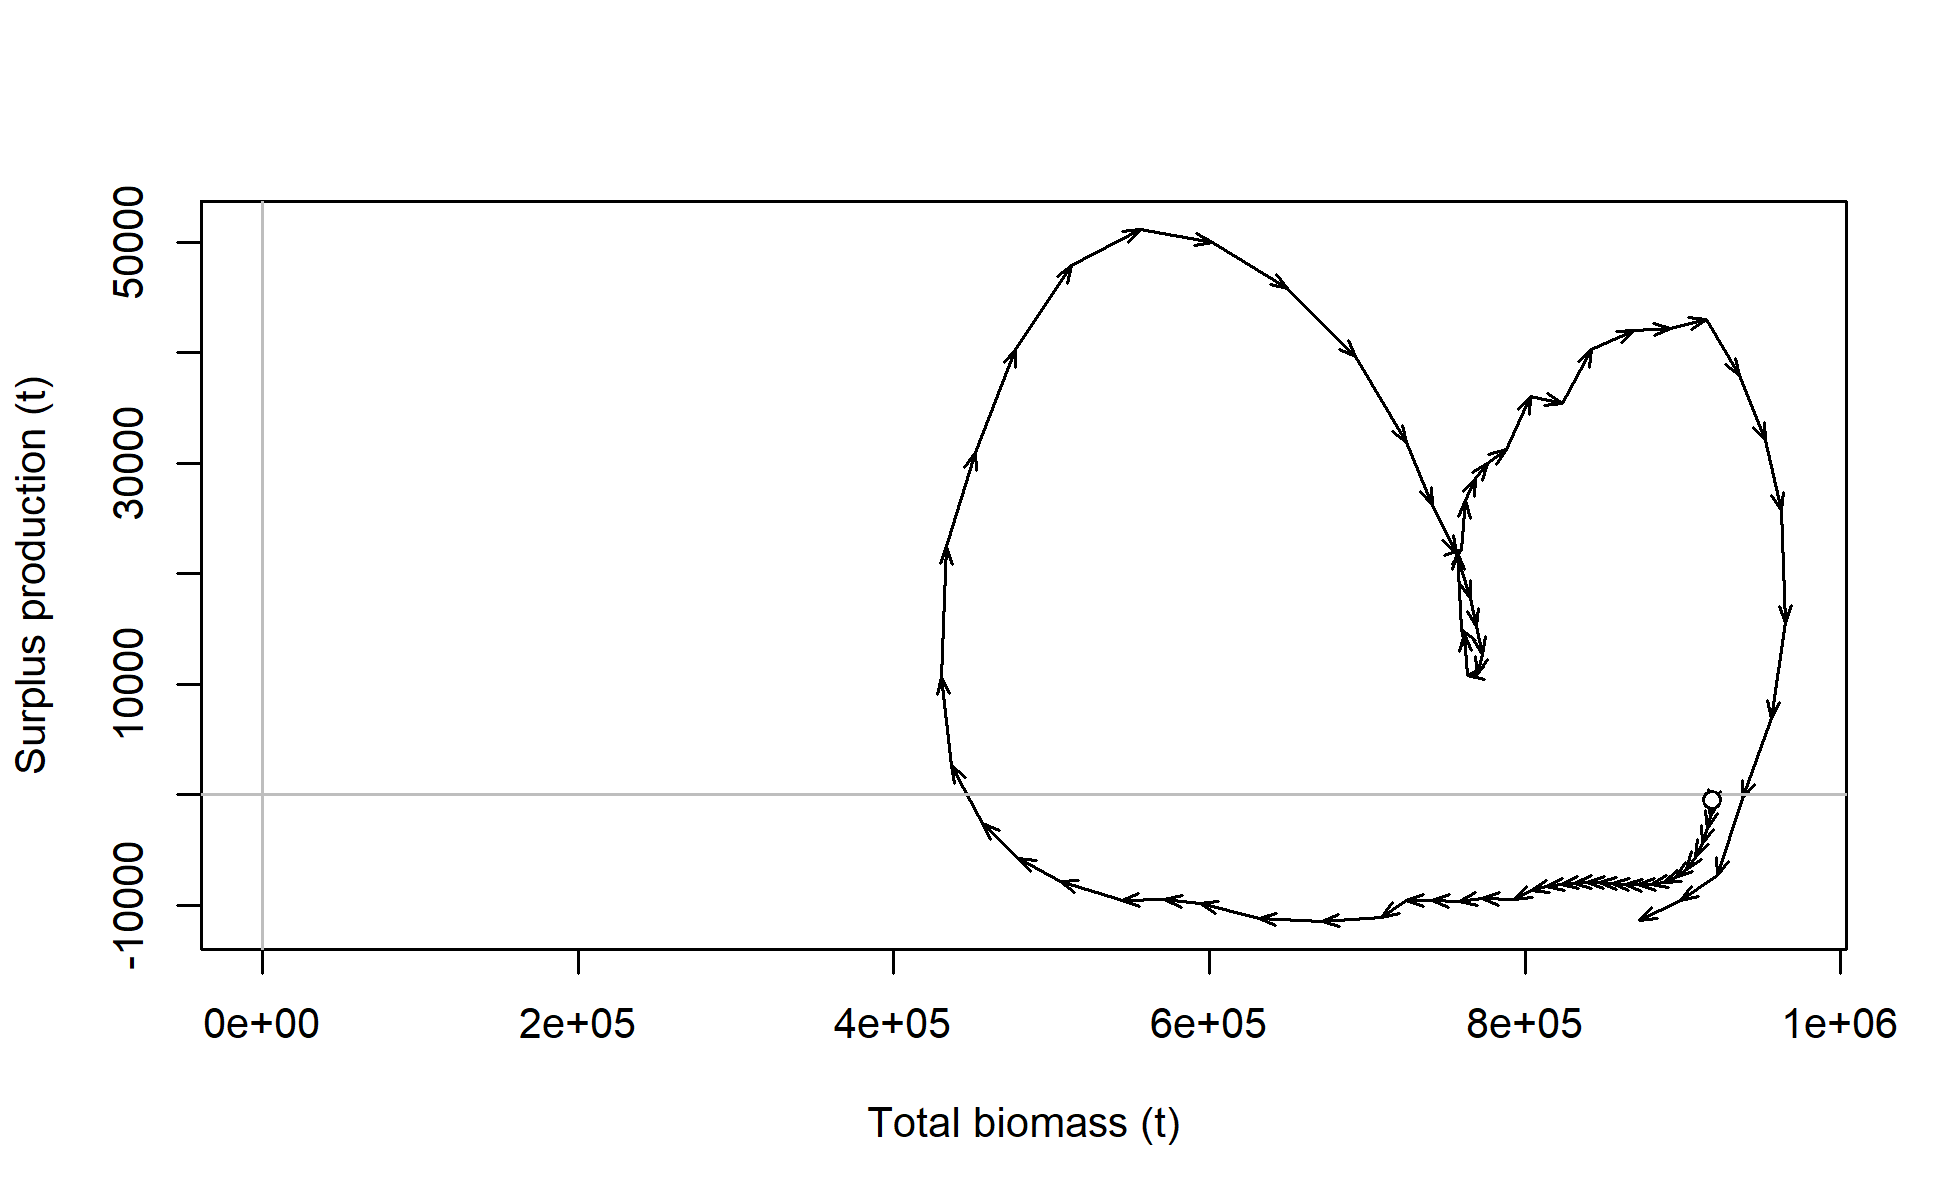 50000
30000
10000
-10000
Surplus production (t)
0e+00 2e+05 4e+05 6e+05 8e+05 1e+06
Total biomass (t)